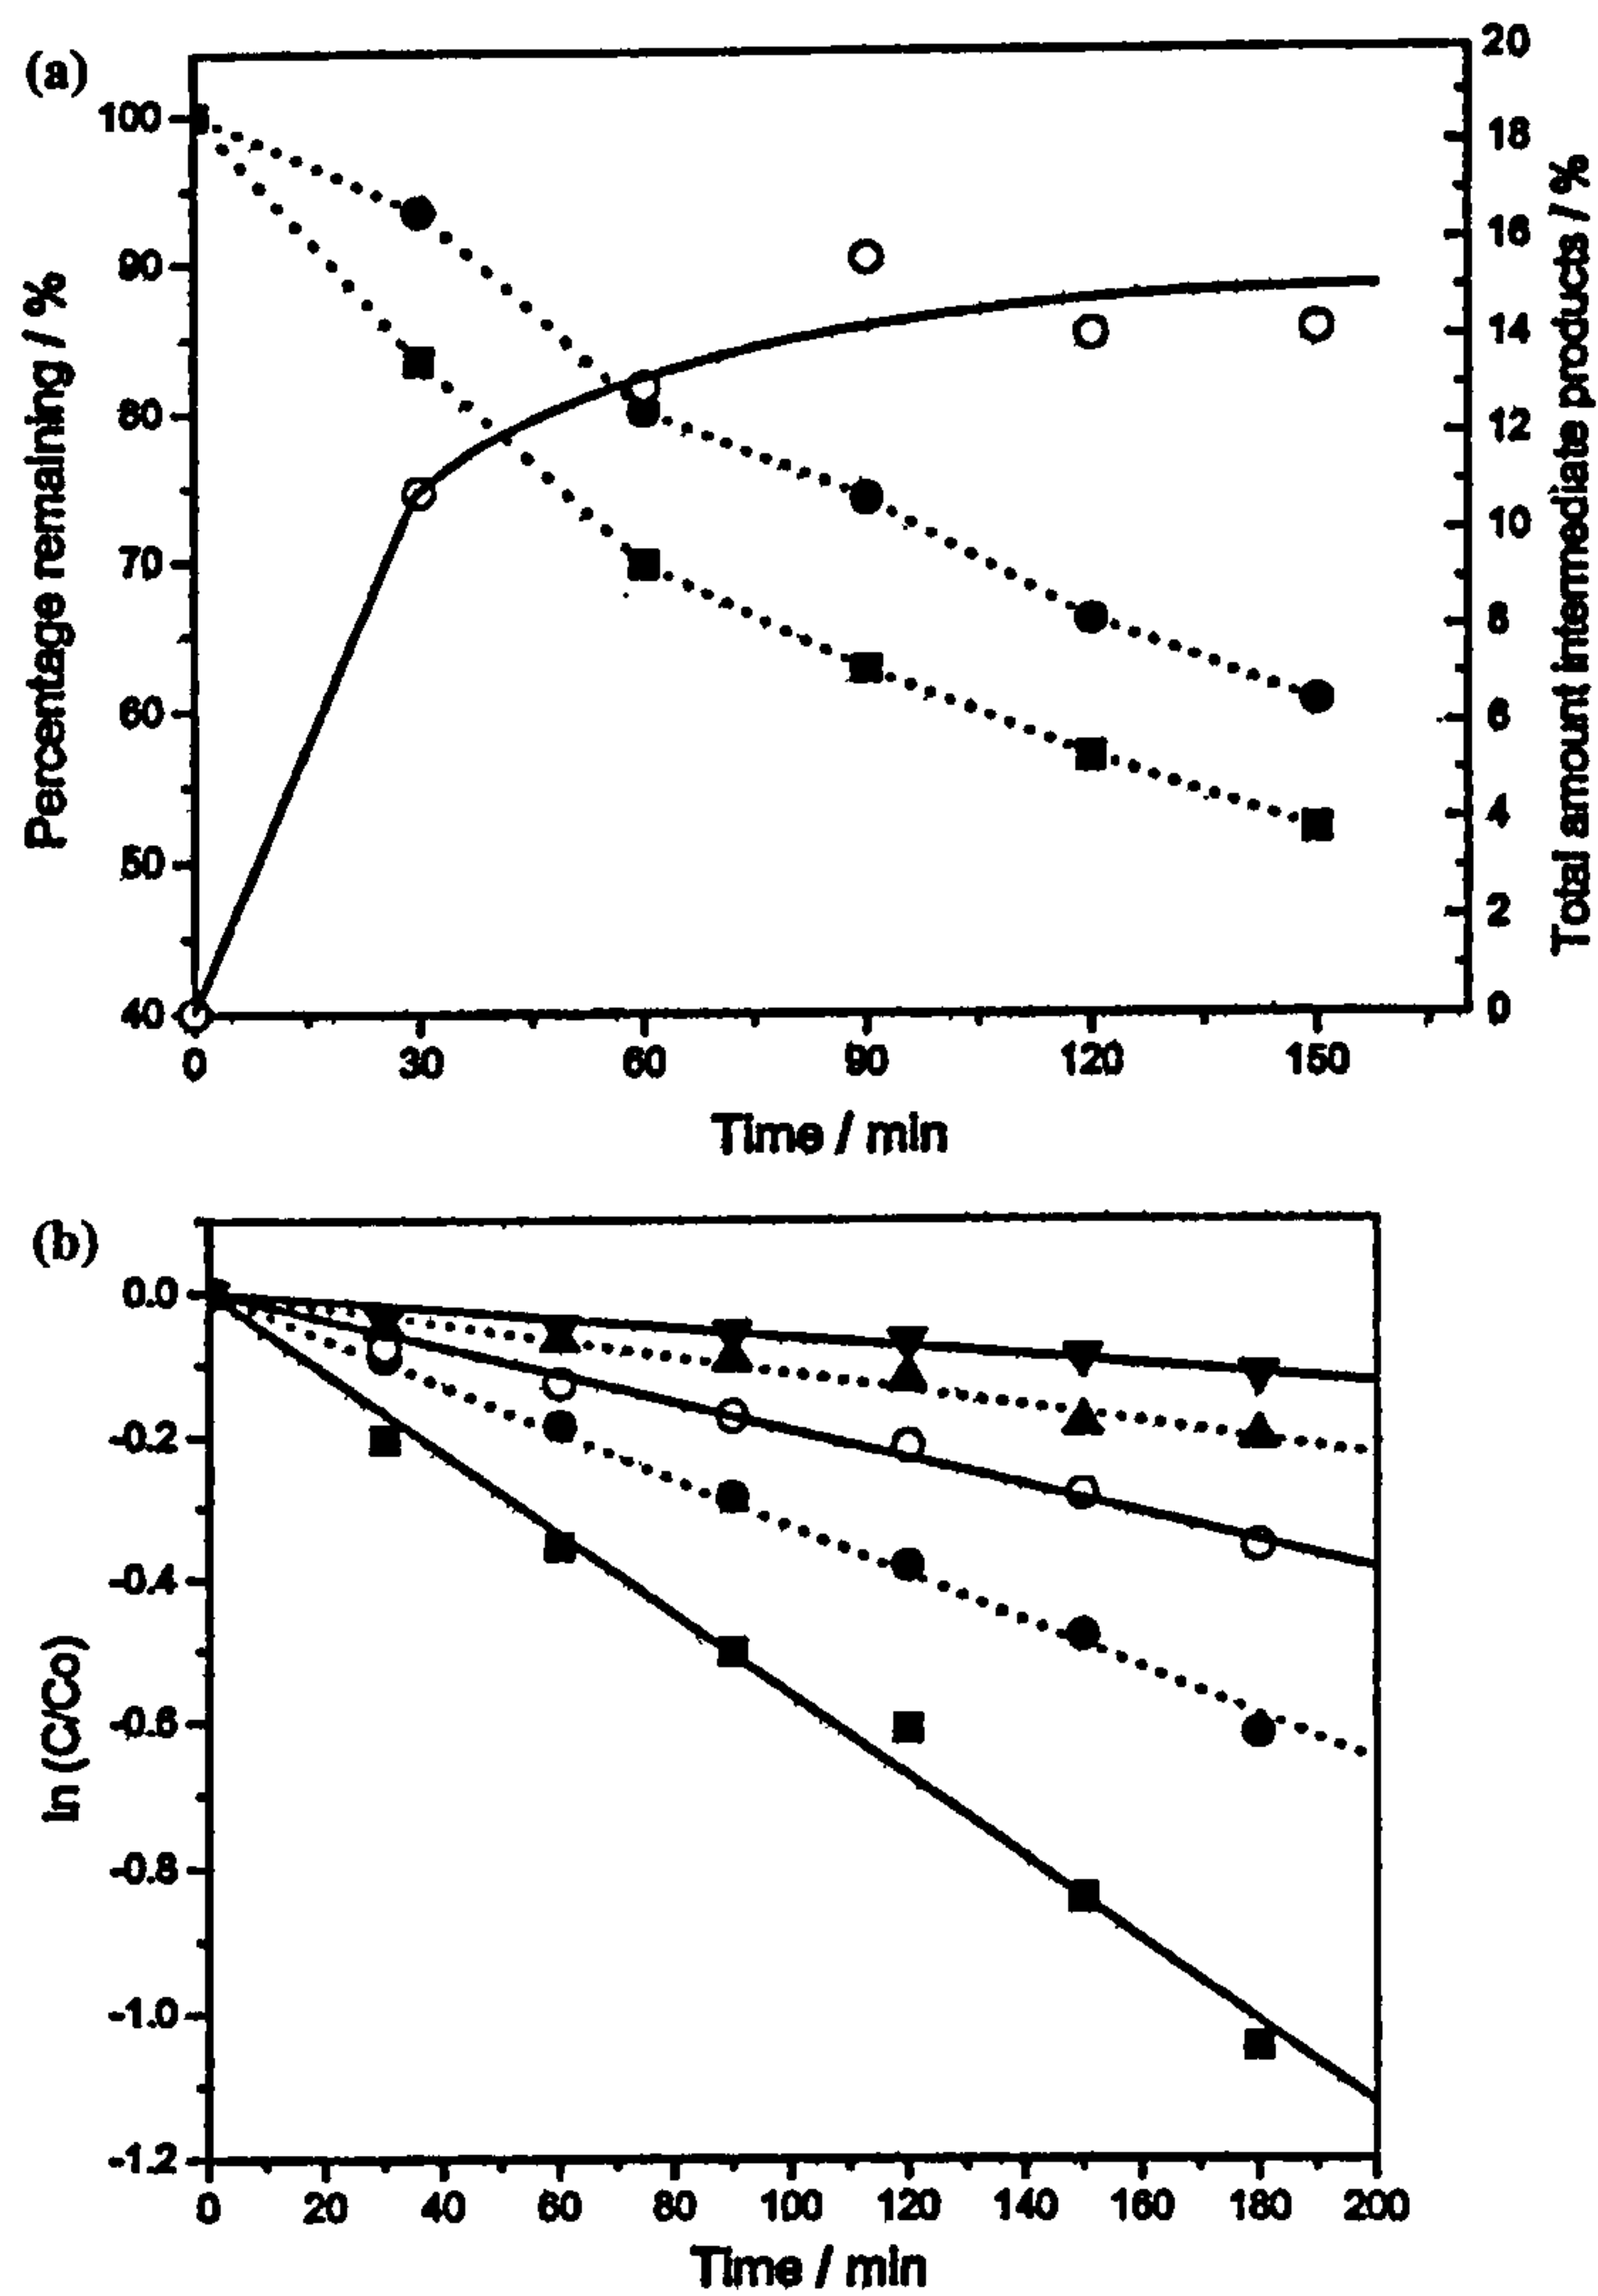 (a)
100
90
80
70
60
50
40
Percentage remaining / %
20
18
16
14
12
10
8
6
4
2
0
Total amount intermediate products / %
0 30 60 90 120 150
Time / min
(b)
0.0
-0.2
-0.4
-0.6
-0.8
-1.0
-1.2
ln (C/Co)
0 20 40 60 80 100 120 140 160 180 200
Time / min